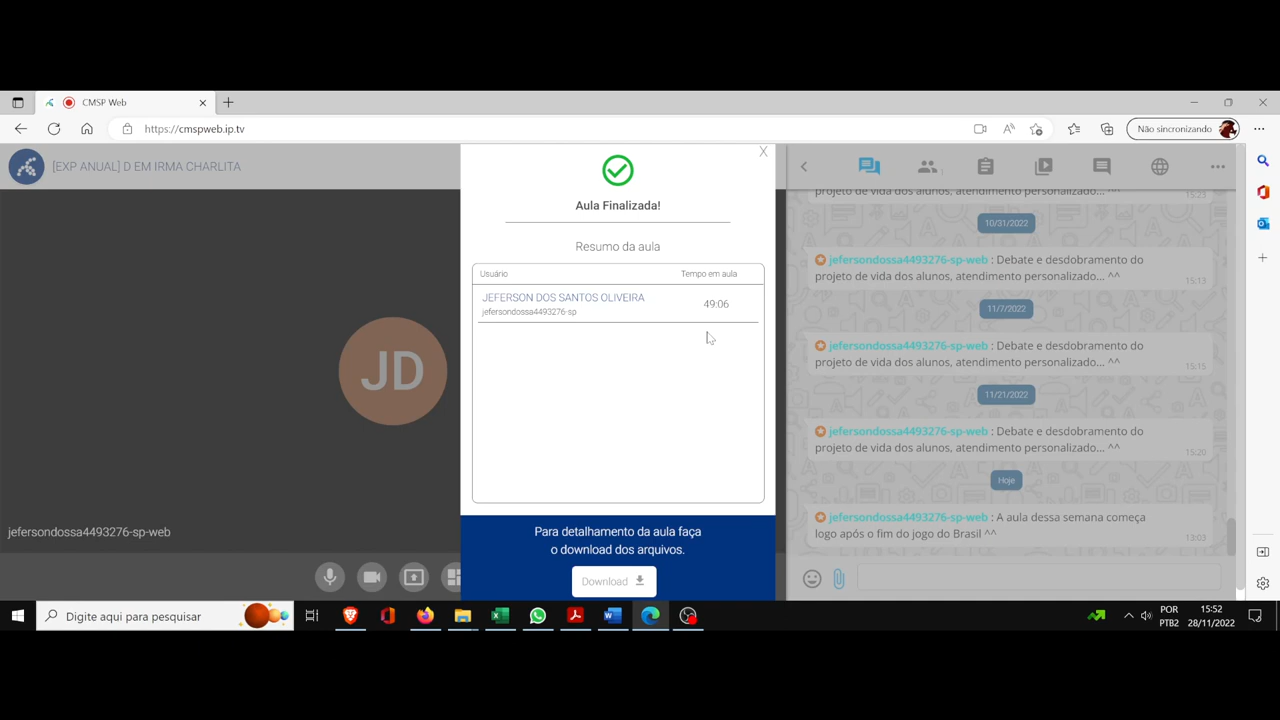 CMSP Web
https://cmspweb.ip.tv
Não sincronizando
[EXP ANUAL] D EM IRMA CHARLITA
JD
jefersondossa4493276-sp-web
X
Aula Finalizada!
Resumo da aula
Usuário Tempo em aula
JEFERSON DOS SANTOS OLIVEIRA
jefersondossa4493276-sp
49:06
Para detalhamento da aula faça
o download dos arquivos.
Download
projeto de vida dos alunos, atendimento personalizado... ^^
15:23
10/31/2022
jefersondossa4493276-sp-web : Debate e desdobramento do
projeto de vida dos alunos, atendimento personalizado... ^^
15:13
11/7/2022
jefersondossa4493276-sp-web : Debate e desdobramento do
projeto de vida dos alunos, atendimento personalizado... ^^
15:15
11/21/2022
jefersondossa4493276-sp-web : Debate e desdobramento do
projeto de vida dos alunos, atendimento personalizado... ^^
15:20
Hoje
jefersondossa4493276-sp-web : A aula dessa semana começa
logo após o fim do jogo do Brasil ^^
13:03
Digite aqui para pesquisar
POR
PTB2
15:52
28/11/2022